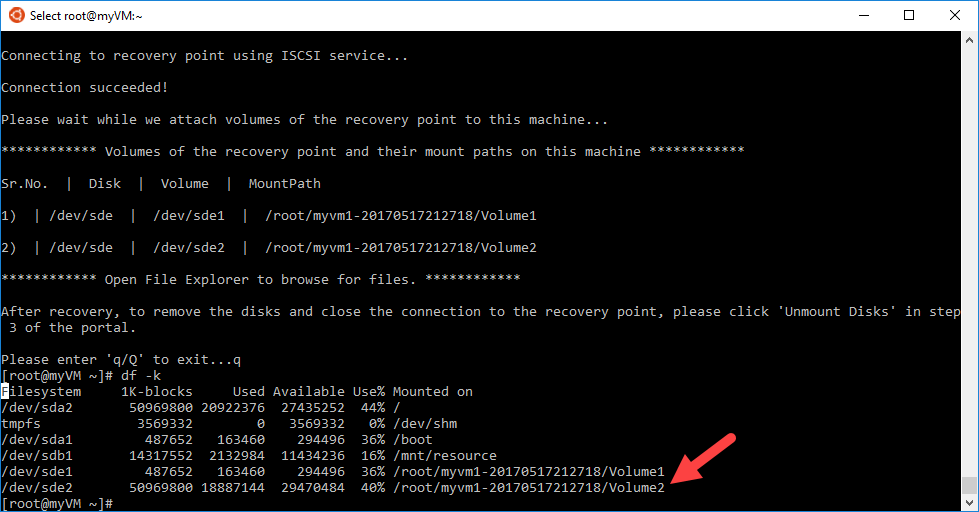 Select root@myVM:~
Connecting to recovery point using ISCSI service...
Connection succeeded!
Please wait while we attach volumes of the recovery point to this machine...
************ Volumes of the recovery point and their mount paths on this machine ************
Sr.No.  |  Disk  |  Volume  |  MountPath
1)  | /dev/sde  |  /dev/sde1  |  /root/myvm1-20170517212718/Volume1
2)  | /dev/sde  |  /dev/sde2  |  /root/myvm1-20170517212718/Volume2
************ Open File Explorer to browse for files. ************
After recovery, to remove the disks and close the connection to the recovery point, please click 'Unmount Disks' in step
 3 of the portal.
Please enter 'q/Q' to exit...q
[root@myVM ~]# df -k
Filesystem     1K-blocks     Used Available Use% Mounted on
/dev/sda2       50969800 20922376  27435252  44% /
tmpfs            3569332        0   3569332   0% /dev/shm
/dev/sda1         487652   163460    294496  36% /boot
/dev/sdb1       14317552  2132984  11434236  16% /mnt/resource
/dev/sde1         487652   163460    294496  36% /root/myvm1-20170517212718/Volume1
/dev/sde2       50969800 18887144  29470484  40% /root/myvm1-20170517212718/Volume2
[root@myVM ~]#